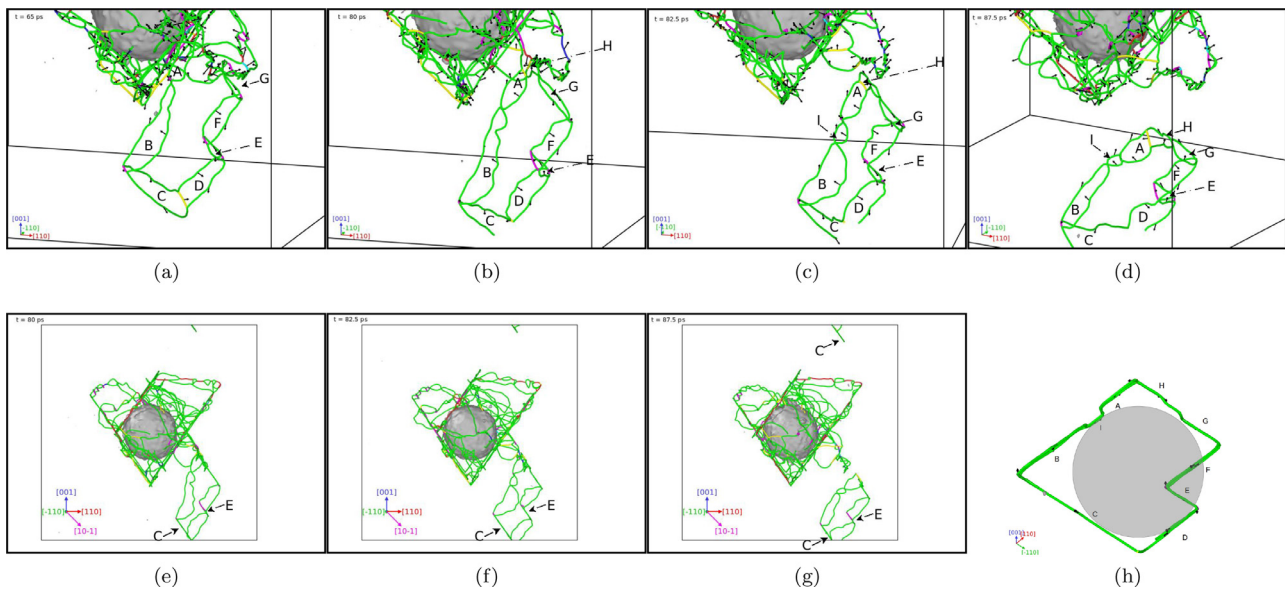 t = 65 ps
A
G
F
B
E
C
D
[001]
[-110]
[110]
t = 80 ps
H
A
G
F
E
B
D
C
[001]
[-110]
[110]
t = 82.5 ps
H
A
G
I
F
E
B
D
C
[001]
[-110]
[110]
t = 87.5 ps
H
A
I
G
F
E
B
D
C
[001]
[-110]
[110]
(a)
(b)
(c)
(d)
t = 80 ps
[001]
[-110]
[110]
[10-1]
E
C
(e)
t = 82.5 ps
[001]
[-110]
[110]
[10-1]
E
C
(f)
t = 87.5 ps
C
[001]
[-110]
[110]
[10-1]
E
C
(g)
H
A
G
I
B
F
E
C
D
[001]
[110]
[-110]
(h)